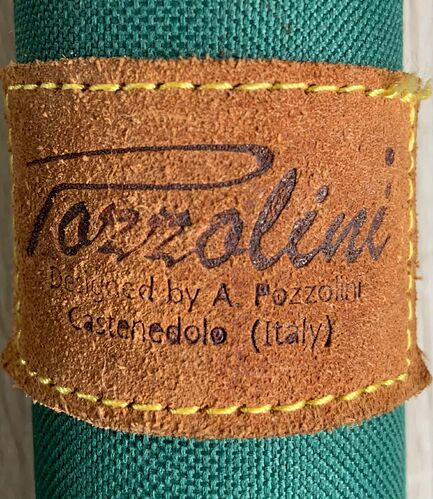 Pozzolini
Designed by A. Pozzolini
Castenedolo (Italy)